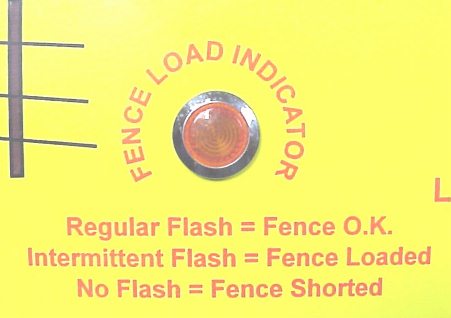 FENCE LOAD INDICATOR
L
Regular Flash = Fence O.K.
Intermittent Flash = Fence Loaded
No Flash = Fence Shorted